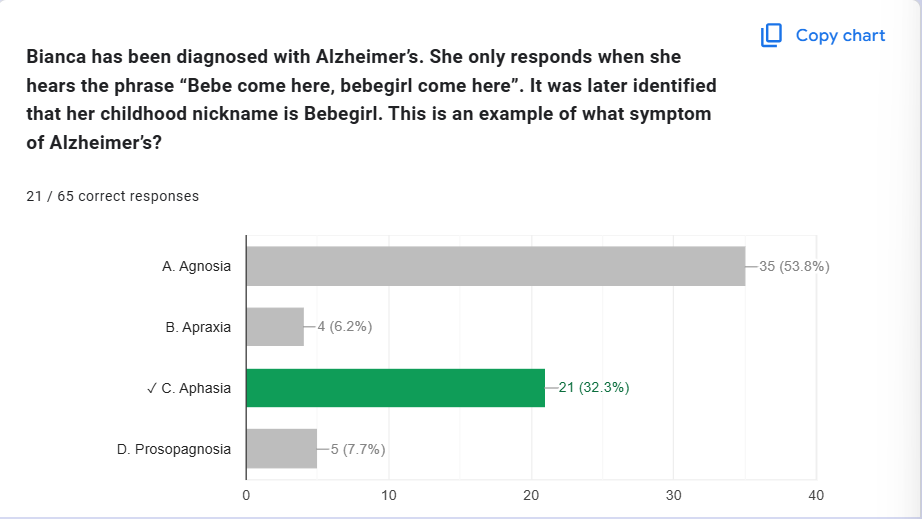 Copy chart
Bianca has been diagnosed with Alzheimer’s. She only responds when she
hears the phrase “Bebe come here, bebegirl come here”. It was later identified
that her childhood nickname is Bebegirl. This is an example of what symptom
of Alzheimer’s?
21 / 65 correct responses
A. Agnosia
35 (53.8%)
B. Apraxia
4 (6.2%)
✓ C. Aphasia
21 (32.3%)
D. Prosopagnosia
5 (7.7%)
0 10 20 30 40